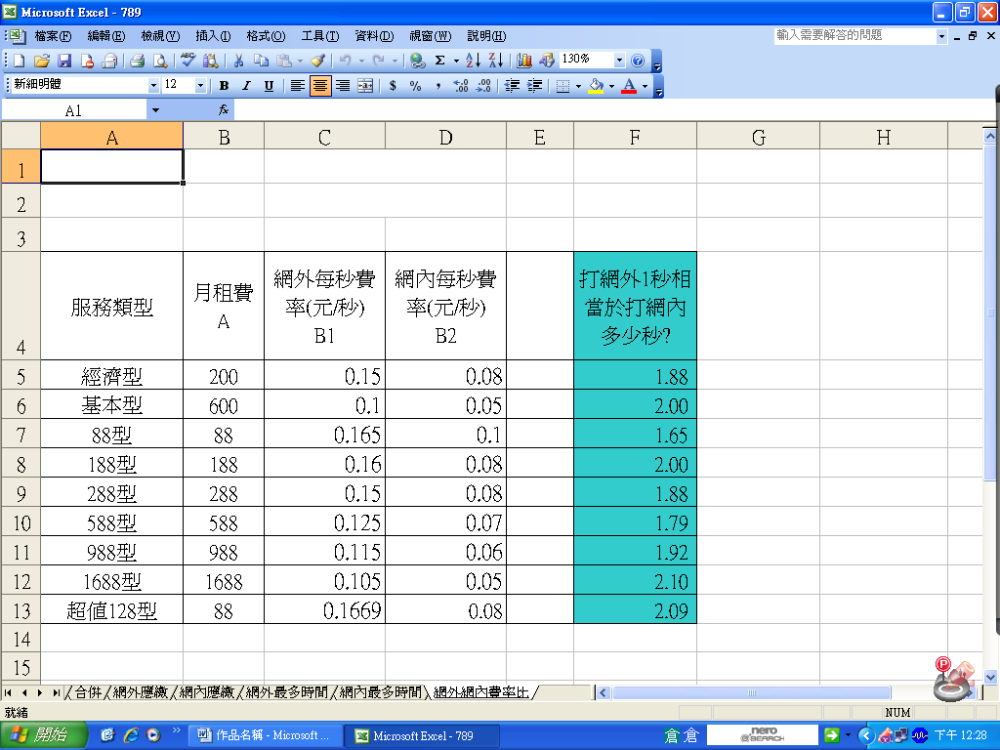 Microsoft Excel - 789
檔案(F) 編輯(E) 檢視(V) 插入(I) 格式(O) 工具(T) 資料(D) 視窗(W) 說明(H) 輸入需要解答的問題
130%
新細明體 12 B I U $ % ,
A1 fx
A B C D E F G H
1
2
3
4 服務類型 月租費A 網外每秒費率(元/秒) B1 網內每秒費率(元/秒) B2 打網外1秒相當於打網內多少秒?
5 經濟型 200 0.15 0.08 1.88
6 基本型 600 0.1 0.05 2.00
7 88型 88 0.165 0.1 1.65
8 188型 188 0.16 0.08 2.00
9 288型 288 0.15 0.08 1.88
10 588型 588 0.125 0.07 1.79
11 988型 988 0.115 0.06 1.92
12 1688型 1688 0.105 0.05 2.10
13 超值128型 88 0.1669 0.08 2.09
14
15
合併 網外應繳 網內應繳 網外最多時間 網內最多時間 網外網內費率比
就緒 NUM
開始 作品名稱 - Microsoft ... Microsoft Excel - 789 倉 倉 nero SEARCH 下午 12:28